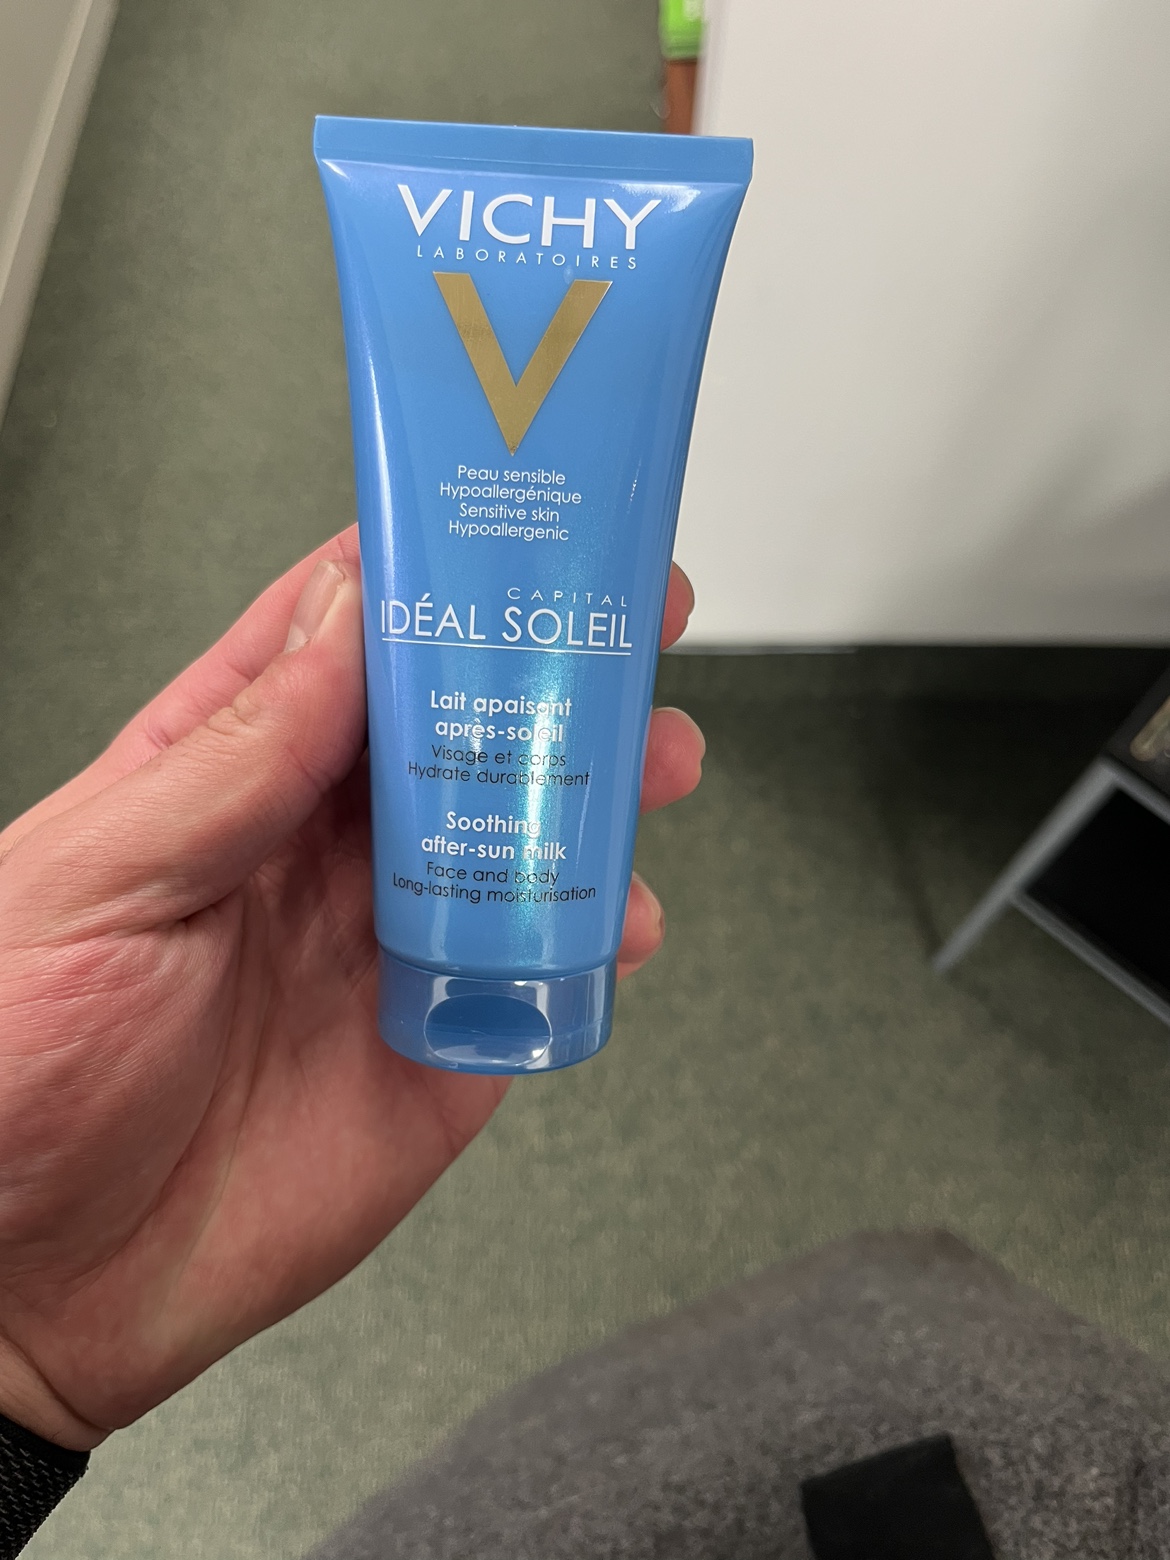 VICHY
LABORATOIRES
V
Peau sensible
Hypoallergénique
Sensitive skin
Hypoallergenic
CAPITAL
IDÉAL SOLEIL
Lait apaisant
après-soleil
Visage et corps
Hydrate durablement
Soothing
after-sun milk
Face and body
Long-lasting moisturisation